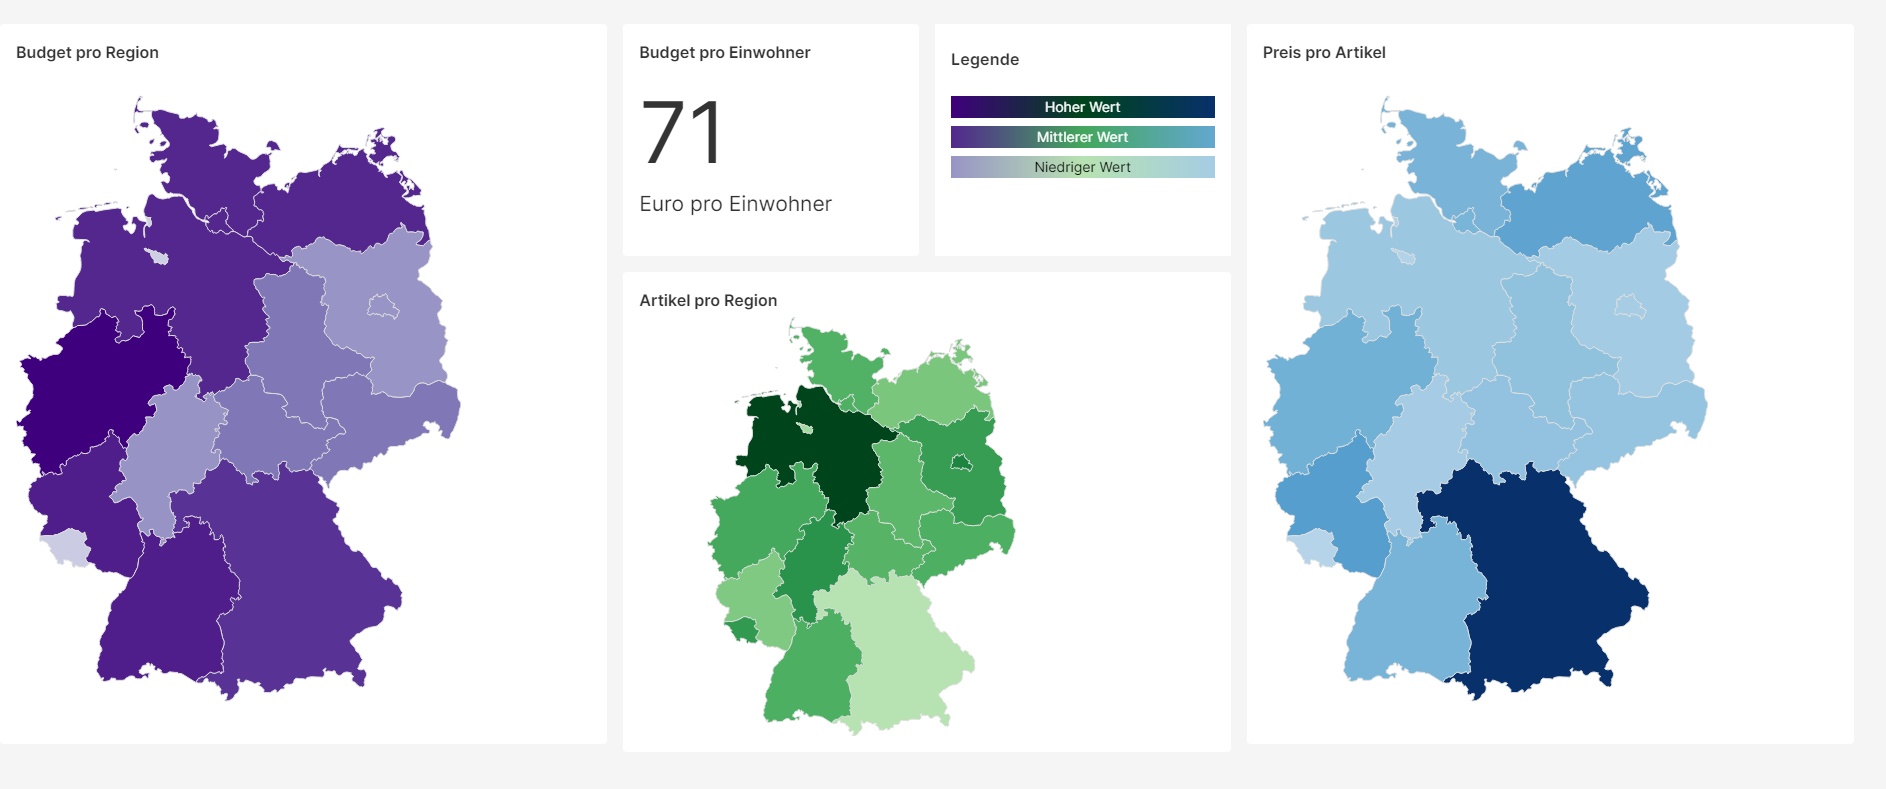 Budget pro Region
Budget pro Einwohner
71
Euro pro Einwohner
Legende
Hoher Wert
Mittlerer Wert
Niedriger Wert
Artikel pro Region
Preis pro Artikel